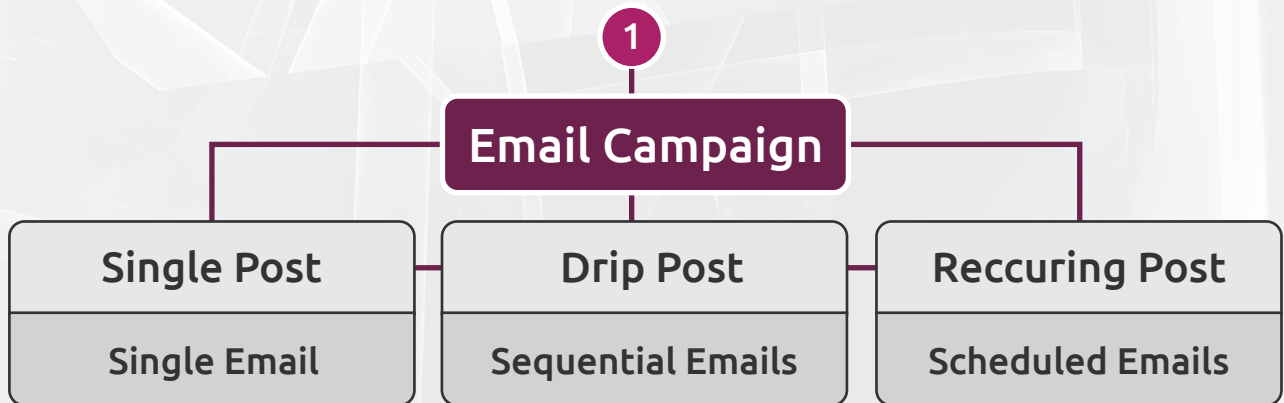 1
Email Campaign
Single Post
Drip Post
Reccuring Post
Single Email
Sequential Emails
Scheduled Emails